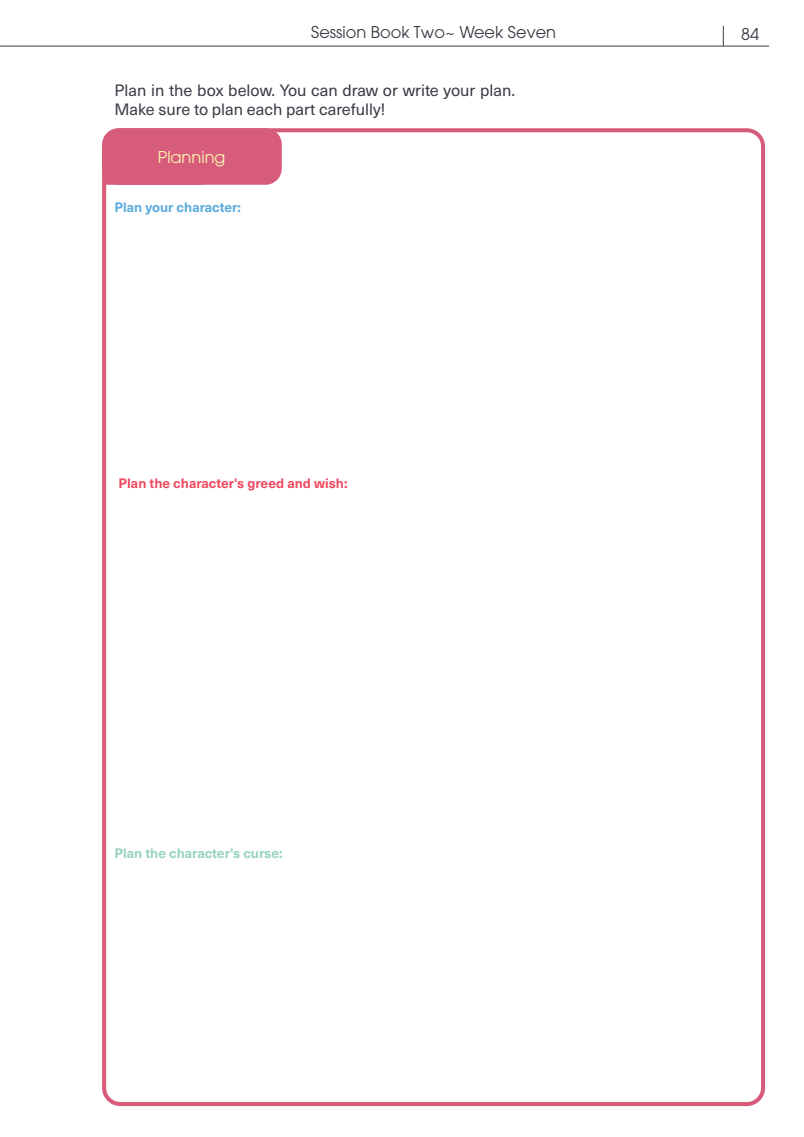 Session Book Two~ Week Seven
84
Plan in the box below. You can draw or write your plan.
Make sure to plan each part carefully!
Planning
Plan your character:
Plan the character's greed and wish:
Plan the character's curse: